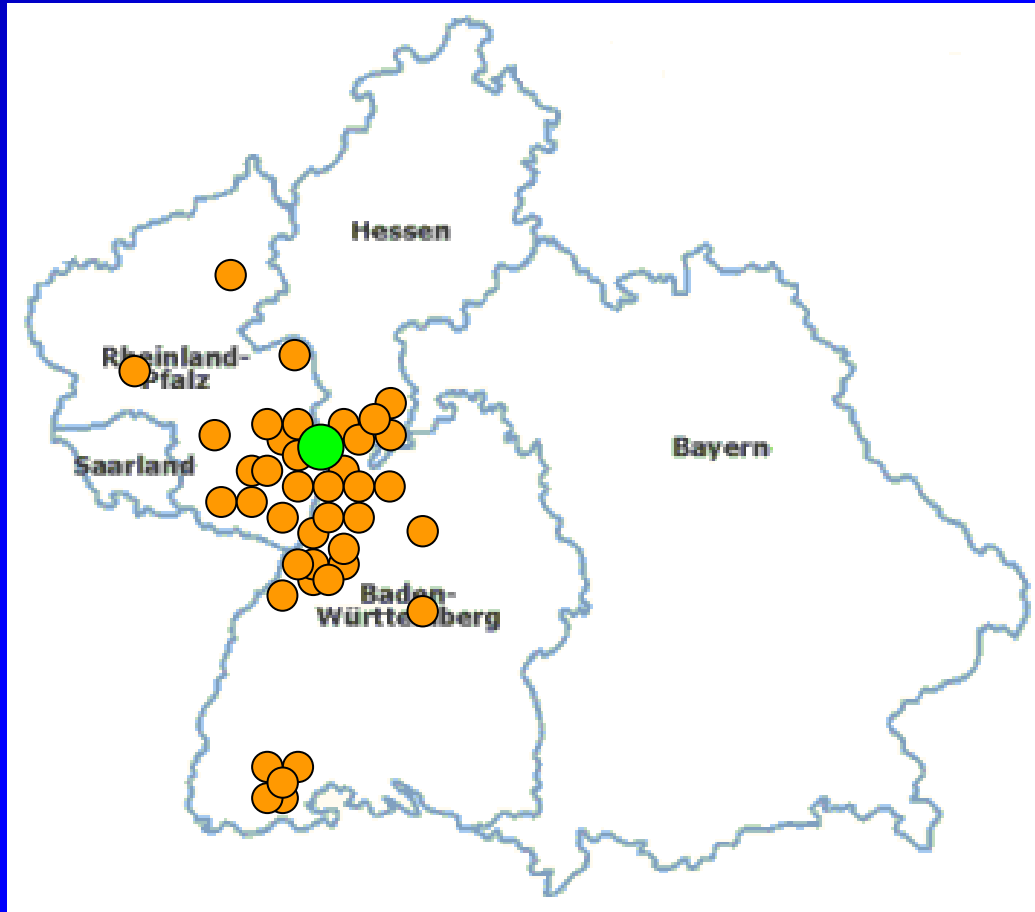 Hessen
Rheinland-
Pfalz
Saarland
Bayern
Baden-
Württemberg